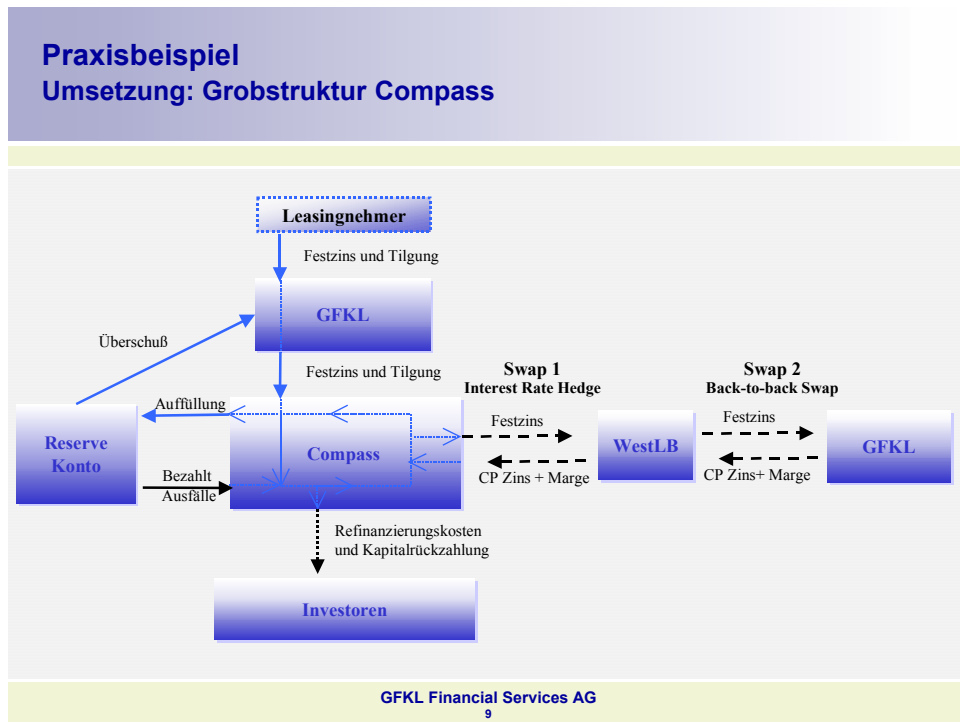 Praxisbeispiel
Umsetzung: Grobstruktur Compass
Leasingnehmer
Festzins und Tilgung
GFKL
Überschuß
Festzins und Tilgung
Swap 1
Interest Rate Hedge
Swap 2
Back-to-back Swap
Auffüllung
Reserve
Konto
Compass
Festzins
WestLB
Festzins
GFKL
Bezahlt
Ausfälle
CP Zins + Marge
CP Zins+ Marge
Refinanzierungskosten
und Kapitalrückzahlung
Investoren
GFKL Financial Services AG
9